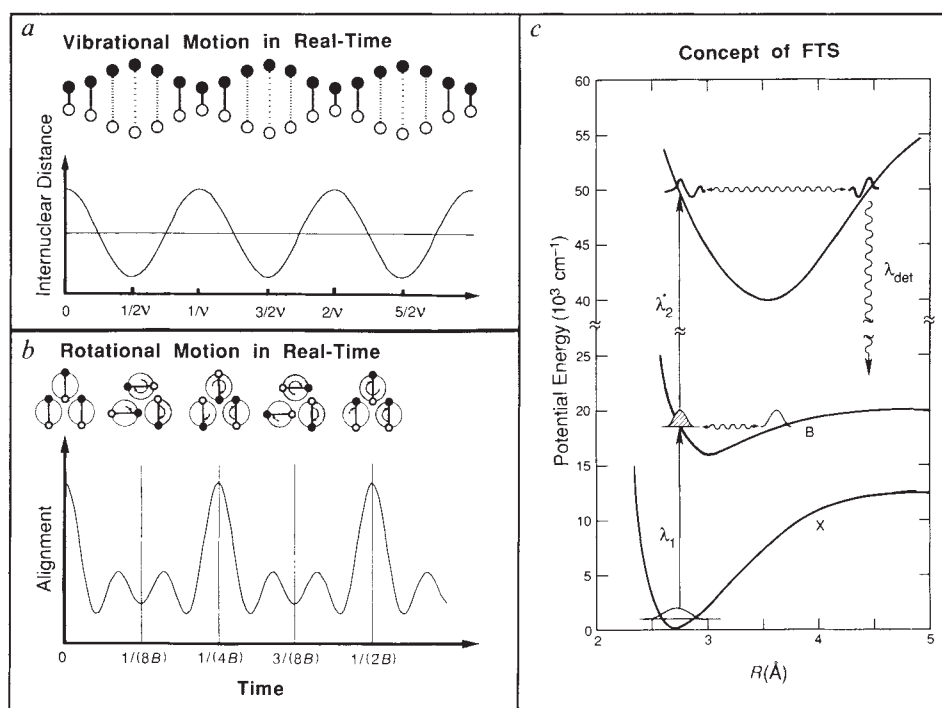 a
Vibrational Motion in Real-Time
Internuclear Distance
0 1/2ν 1/ν 3/2ν 2/ν 5/2ν
b
Rotational Motion in Real-Time
Alignment
0 1/(8B) 1/(4B) 3/(8B) 1/(2B)
Time
c
Concept of FTS
Potential Energy (10³ cm⁻¹)
60
55
50
45
40
25
20
15
10
5
0
2 3 4 5
R(Å)
λ₂*
λdet
B
λ₁
X